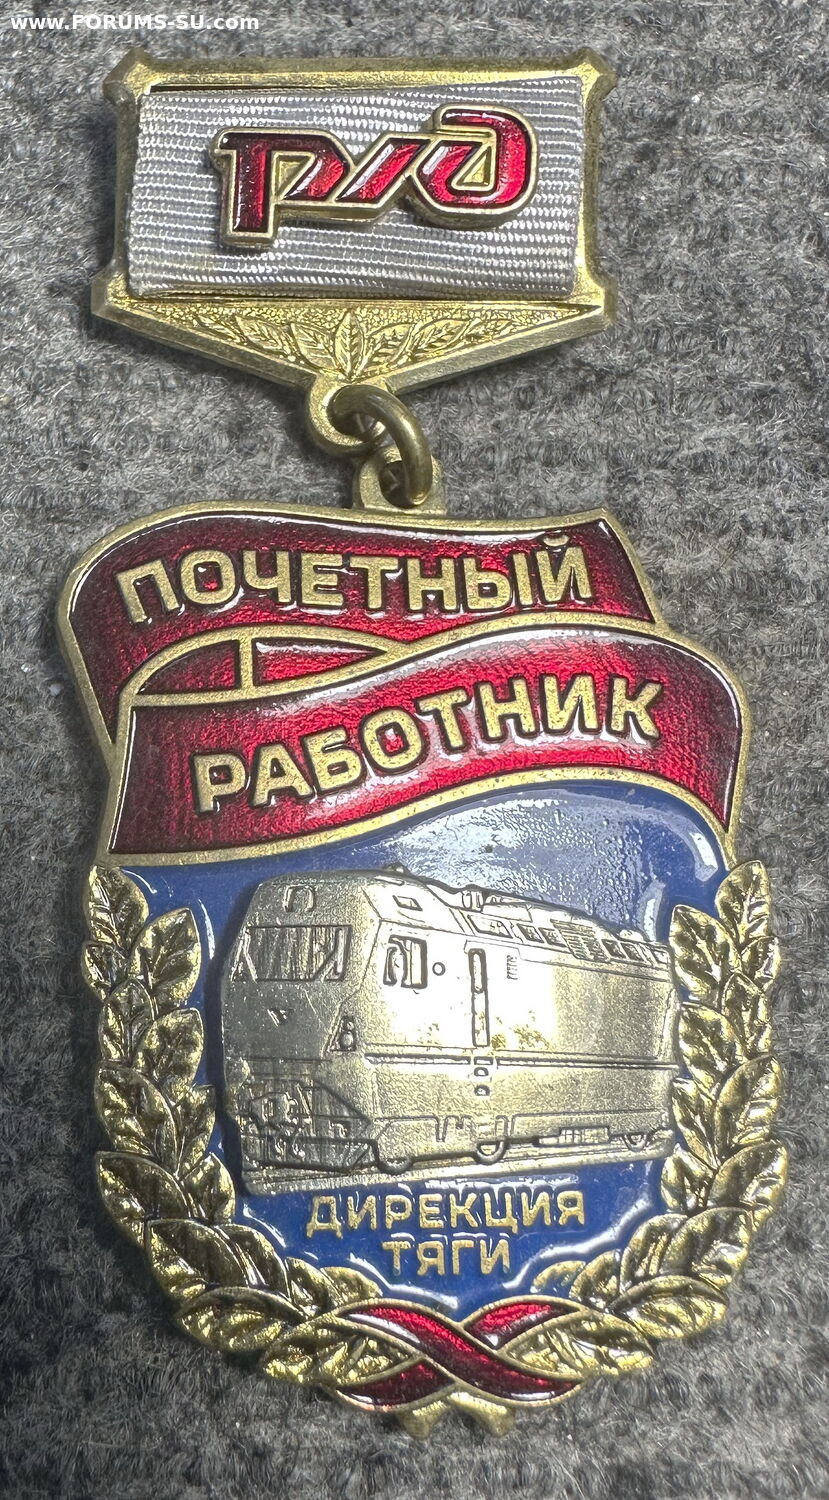 www.FORUMS-SU.com
РЖД
ПОЧЕТНЫЙ
РАБОТНИК
ДИРЕКЦИЯ
ТЯГИ